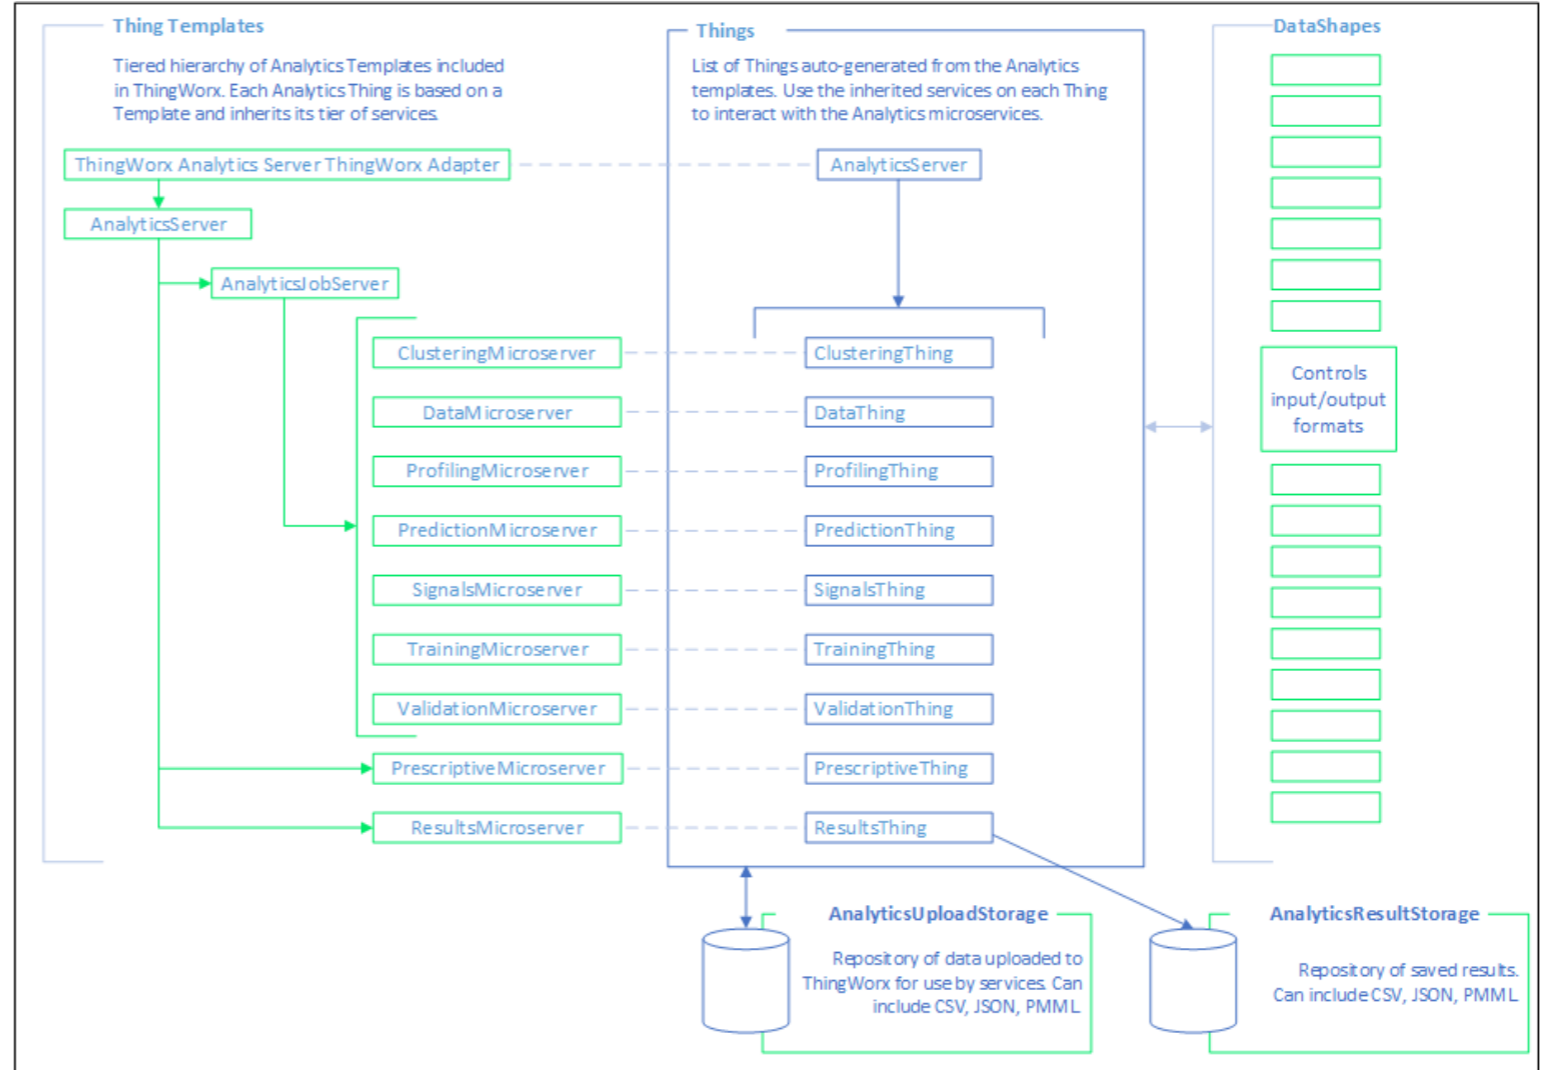 Thing Templates
Tiered hierarchy of Analytics Templates included
in ThingWorx. Each Analytics Thing is based on a
Template and inherits its tier of services.
ThingWorx Analytics Server ThingWorx Adapter
AnalyticsServer
AnalyticsJobServer
ClusteringMicroserver
DataMicroserver
ProfilingMicroserver
PredictionMicroserver
SignalsMicroserver
TrainingMicroserver
ValidationMicroserver
PrescriptiveMicroserver
ResultsMicroserver
Things
List of Things auto-generated from the Analytics
templates. Use the inherited services on each Thing
to interact with the Analytics microservices.
AnalyticsServer
ClusteringThing
DataThing
ProfilingThing
PredictionThing
SignalsThing
TrainingThing
ValidationThing
PrescriptiveThing
ResultsThing
DataShapes
Controls
input/output
formats
AnalyticsUploadStorage
Repository of data uploaded to
ThingWorx for use by services. Can
include CSV, JSON, PMML
AnalyticsResultStorage
Repository of saved results.
Can include CSV, JSON, PMML